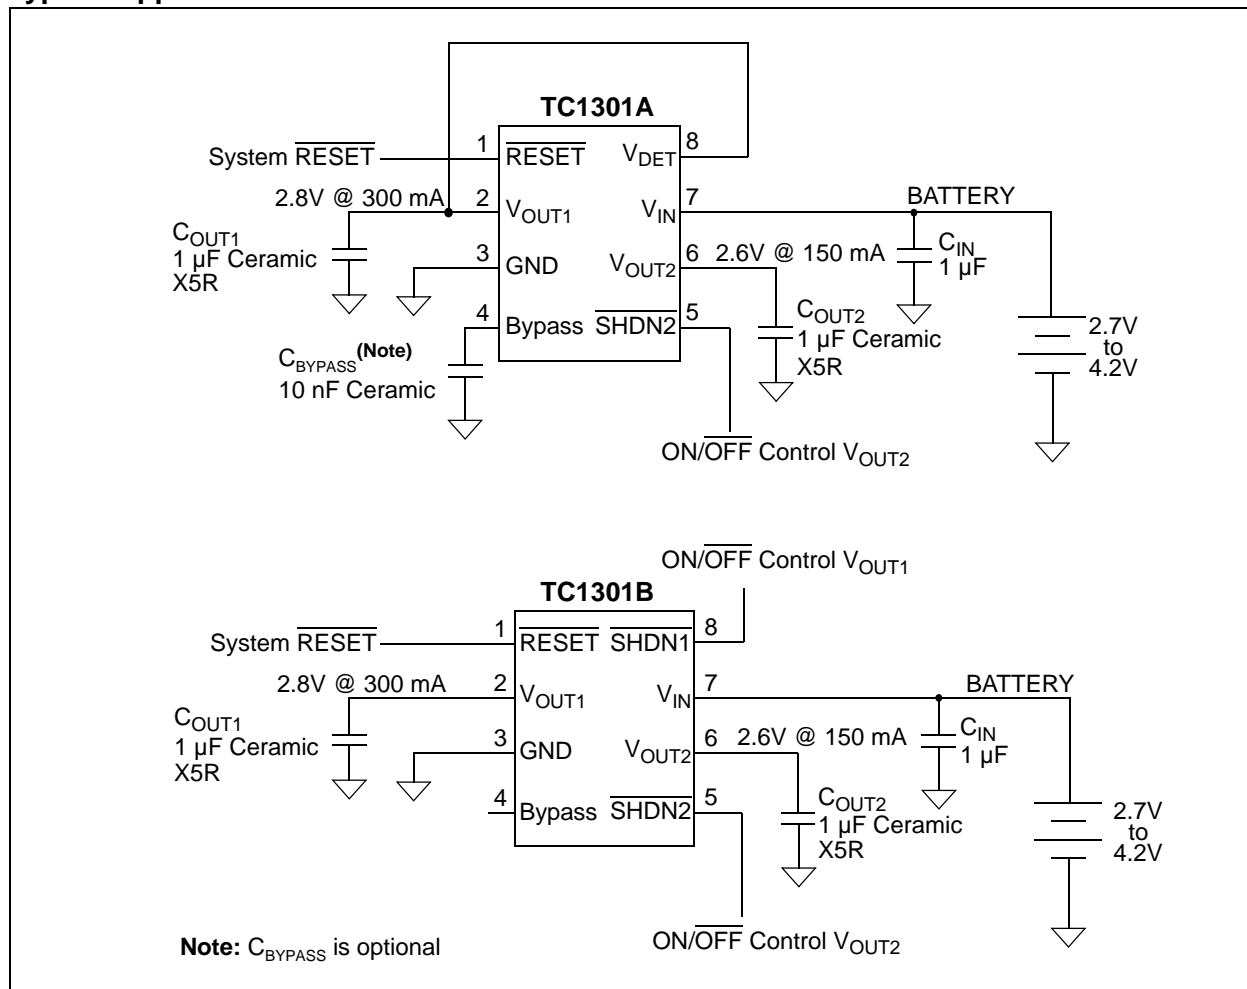 TC1301A
System RESET
1
RESET
VDET
8
2.8V @ 300 mA
2
VOUT1
VIN
7
BATTERY
COUT1
1 µF Ceramic
X5R
3
GND
VOUT2
6
2.6V @ 150 mA
CIN
1 µF
4
Bypass
SHDN2
5
COUT2
1 µF Ceramic
X5R
2.7V
to
4.2V
CBYPASS(Note)
10 nF Ceramic
ON/OFF Control VOUT2
ON/OFF Control VOUT1
TC1301B
System RESET
1
RESET
SHDN1
8
2.8V @ 300 mA
2
VOUT1
VIN
7
BATTERY
COUT1
1 µF Ceramic
X5R
3
GND
VOUT2
6
2.6V @ 150 mA
CIN
1 µF
4
Bypass
SHDN2
5
COUT2
1 µF Ceramic
X5R
2.7V
to
4.2V
Note: CBYPASS is optional
ON/OFF Control VOUT2